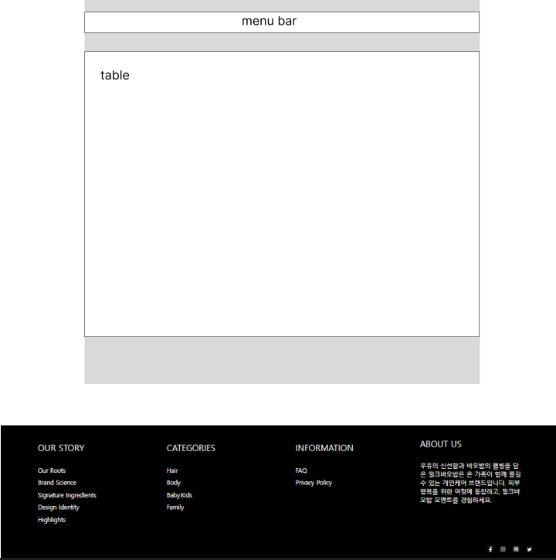 menu bar
table
OUR STORY
Our Roots
Brand Science
Signature Ingredients
Design Identity
Highlights
CATEGORIES
Hair
Body
Baby.Kids
Family
INFORMATION
FAQ
Privacy Policy
ABOUT US
우유의 신선함과 바오밥의 웰빙을 담
은 밀크바오밥은 온 가족이 함께 즐길
수 있는 개인케어 브랜드입니다. 피부
행복을 위한 여정에 동참하고, 밀크바
오밥 모멘트를 경험하세요.